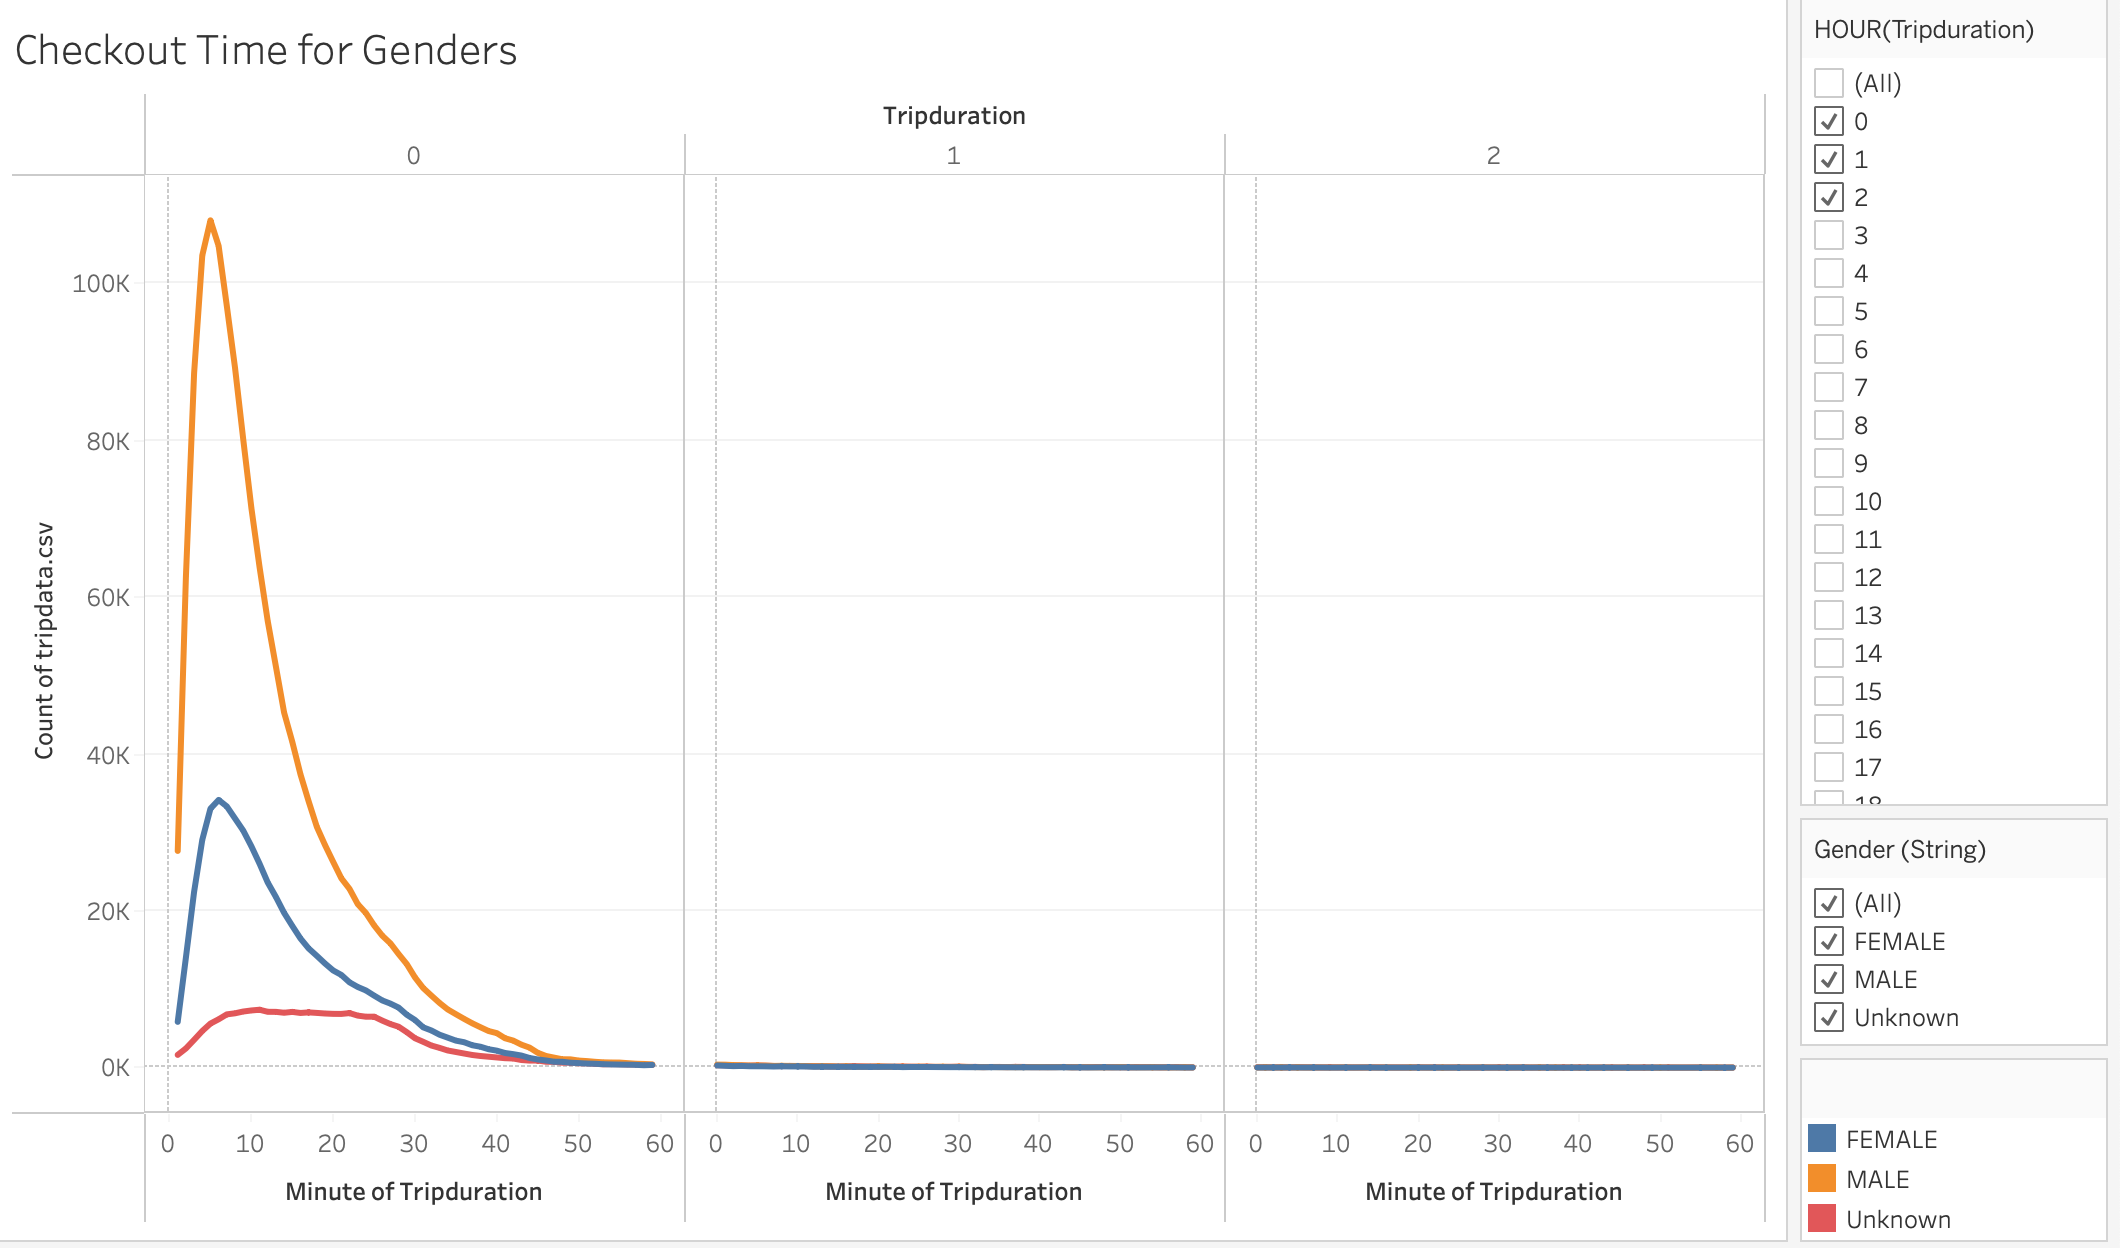 Checkout Time for Genders
Tripduration
0 1 2
100K
80K
60K
40K
20K
0K
Count of tripdata.csv
0 10 20 30 40 50 60 0 10 20 30 40 50 60 0 10 20 30 40 50 60
Minute of Tripduration Minute of Tripduration Minute of Tripduration
HOUR(Tripduration)
(All)
0
1
2
3
4
5
6
7
8
9
10
11
12
13
14
15
16
17
18
Gender (String)
(All)
FEMALE
MALE
Unknown
FEMALE
MALE
Unknown